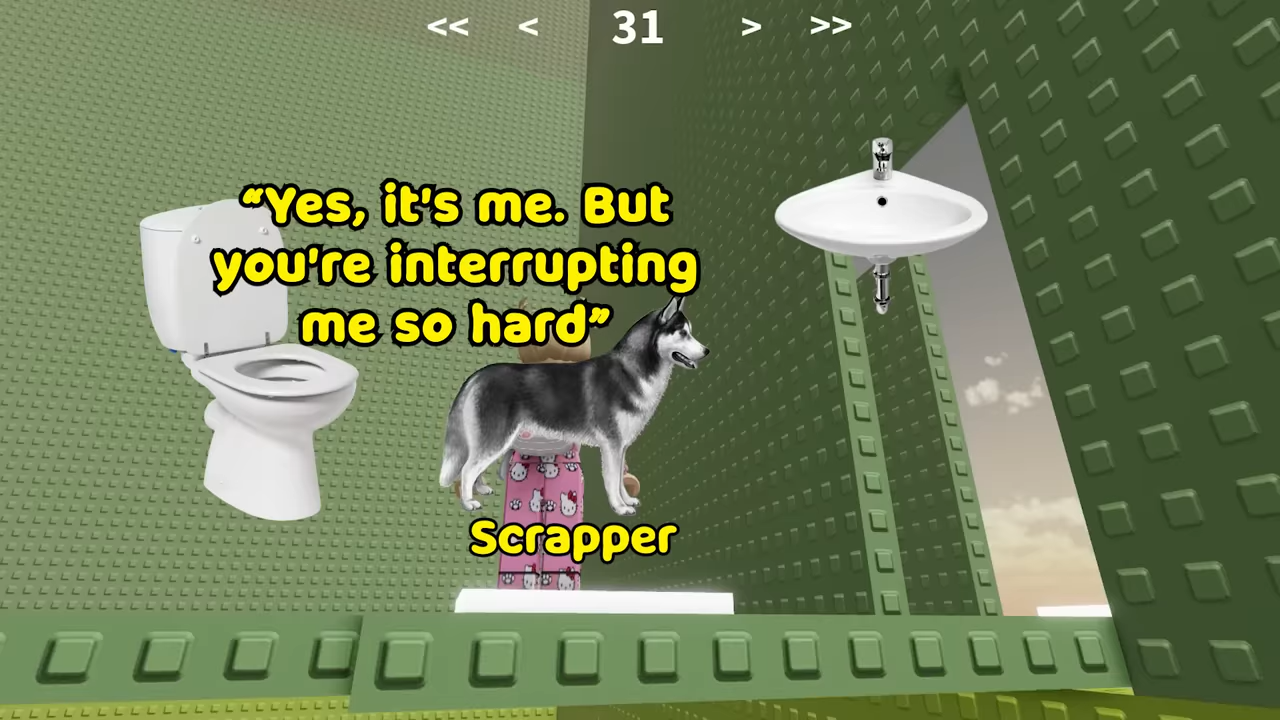 << < 31 > >>
“Yes, it's me. But
you're interrupting
me so hard”
Scrapper